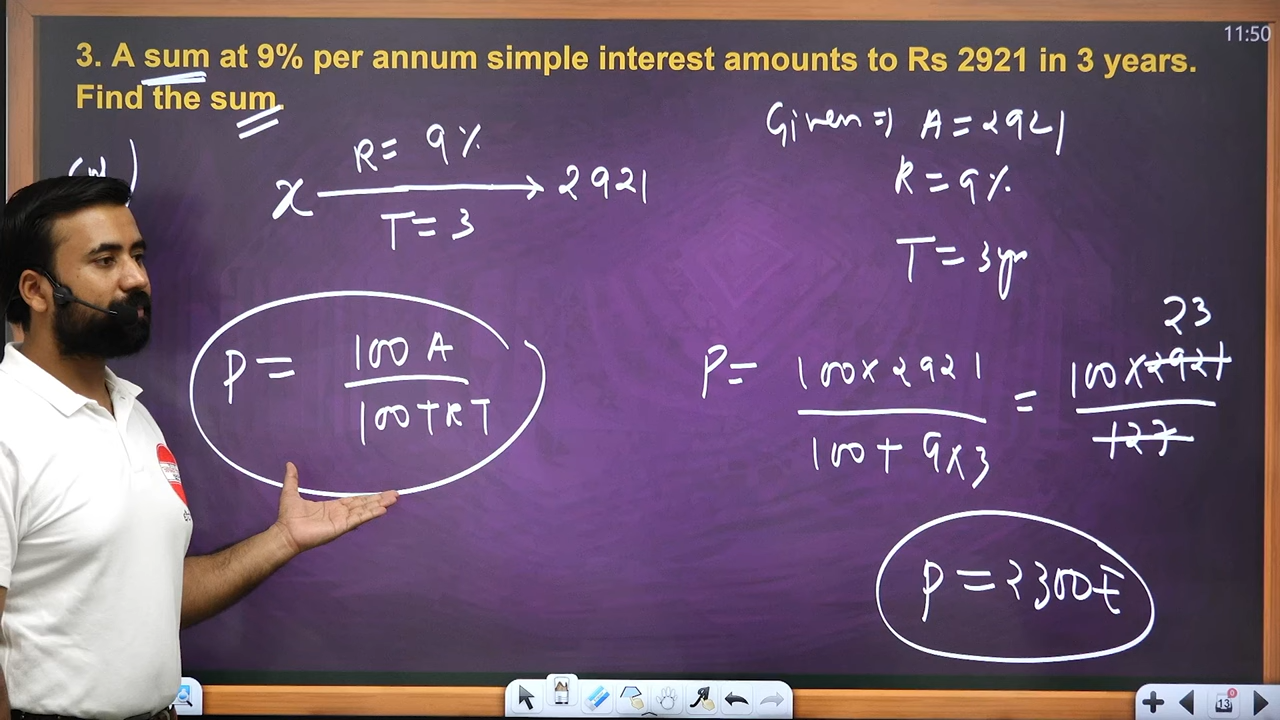 11:50
3. A sum at 9% per annum simple interest amounts to Rs 2921 in 3 years.
Find the sum.
R = 9%
x → 2921
T = 3
Given ⇒ A = 2921
R = 9%
T = 3yr
P = 100 A / 100 + R T
P = 100 × 2921 / 100 + 9 × 3 = 100 × 2921 / 127
23
P = 2300 ₹
13